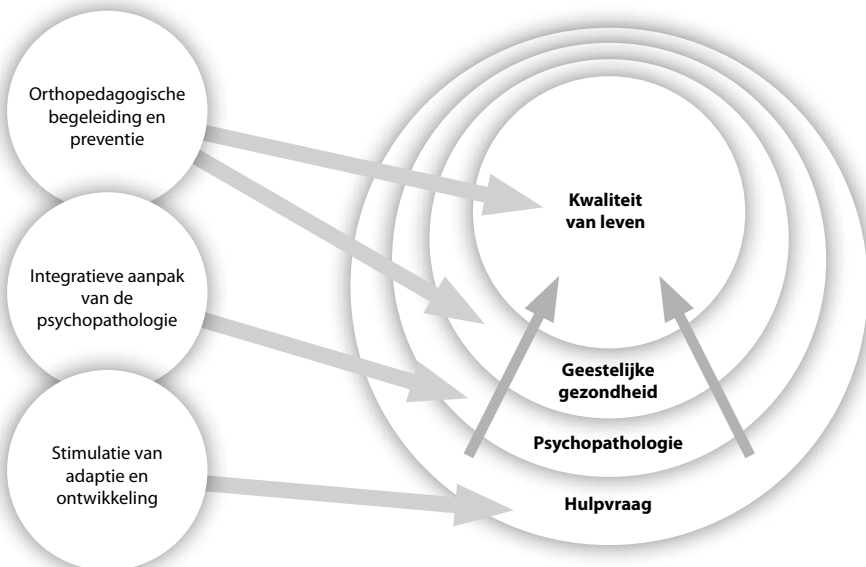 Orthopedagogische
begeleiding en
preventie
Integratieve aanpak
van de
psychopathologie
Stimulatie van
adaptie en
ontwikkeling
Kwaliteit
van leven
Geestelijke
gezondheid
Psychopathologie
Hulpvraag